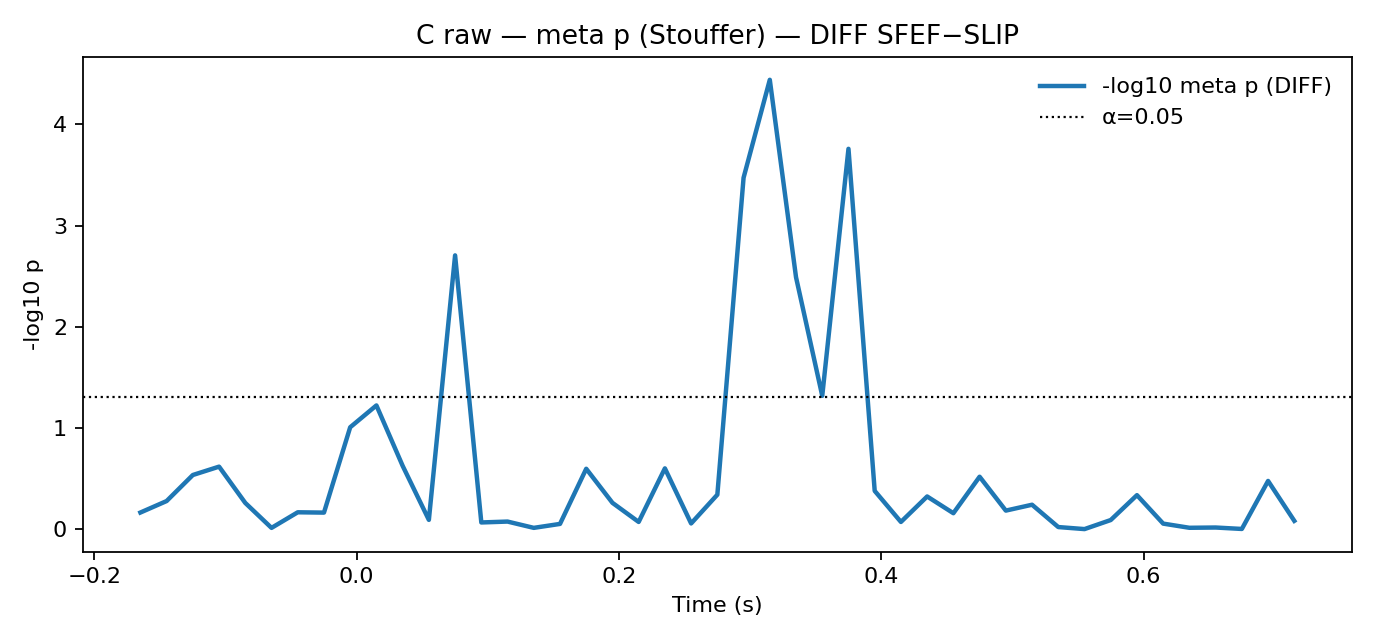 C raw — meta p (Stouffer) — DIFF SFEF−SLIP
-log10 meta p (DIFF)
α=0.05
-log10 p
4
3
2
1
0
−0.2
0.0
0.2
0.4
0.6
Time (s)